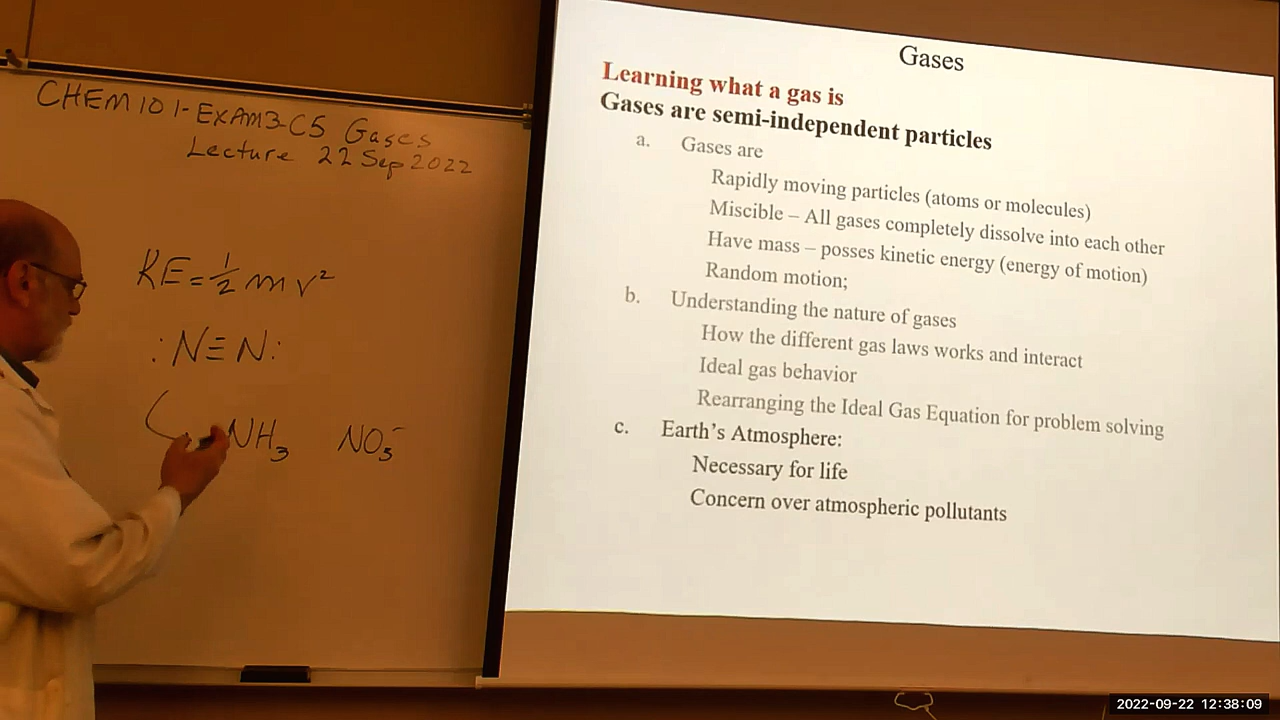 CHEM 101-EXAM3-C5 Gases
Lecture 22 Sep 2022
KE=½mv²
:N≡N:
NH₃ NO₃⁻
Gases
Learning what a gas is
Gases are semi-independent particles
a. Gases are
Rapidly moving particles (atoms or molecules)
Miscible – All gases completely dissolve into each other
Have mass – posses kinetic energy (energy of motion)
Random motion;
b. Understanding the nature of gases
How the different gas laws works and interact
Ideal gas behavior
Rearranging the Ideal Gas Equation for problem solving
c. Earth's Atmosphere:
Necessary for life
Concern over atmospheric pollutants
2022-09-22 12:38:09